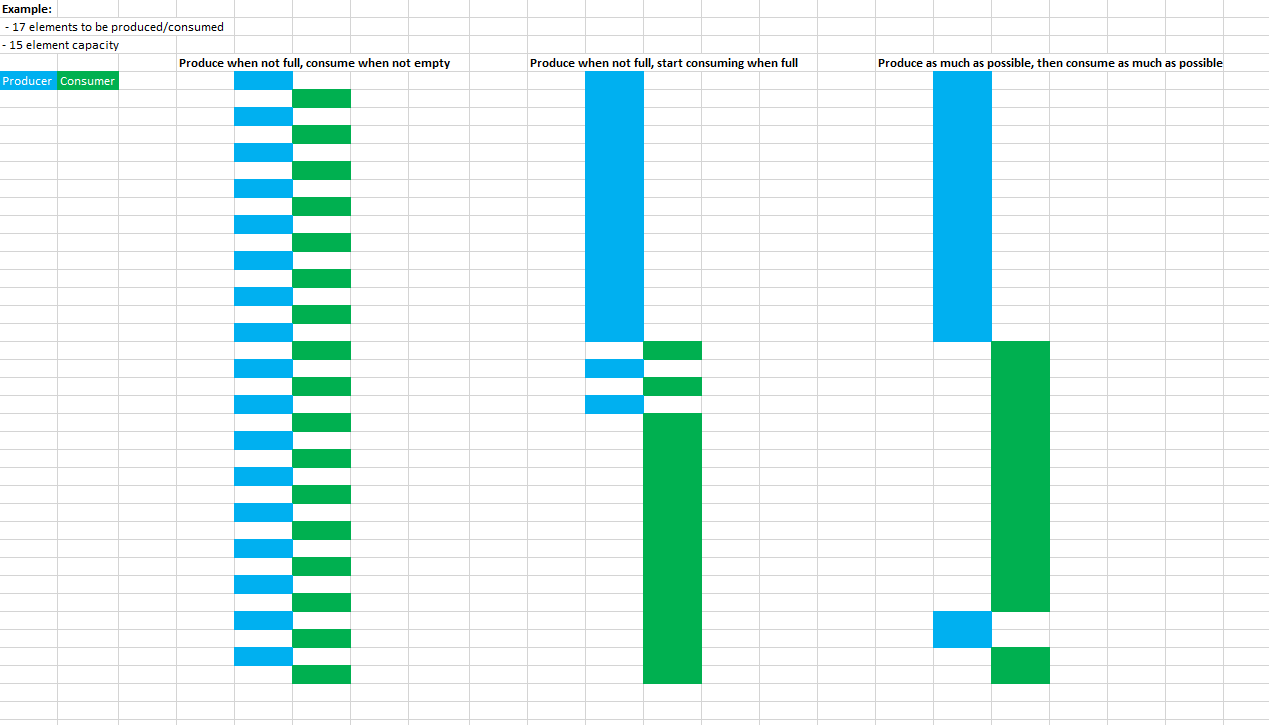 Example:
- 17 elements to be produced/consumed
- 15 element capacity
Produce when not full, consume when not empty
Produce when not full, start consuming when full
Produce as much as possible, then consume as much as possible
Producer Consumer